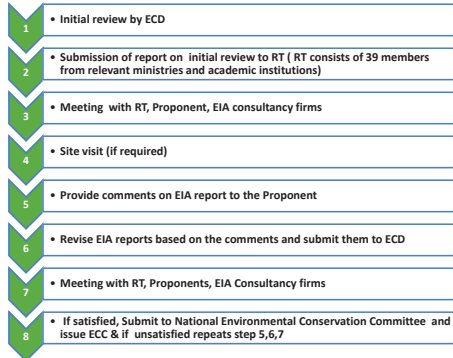 1
• Initial review by ECD
2
• Submission of report on initial review to RT ( RT consists of 39 members
from relevant ministries and academic institutions)
3
• Meeting with RT, Proponent, EIA consultancy firms
4
• Site visit (if required)
5
• Provide comments on EIA report to the Proponent
6
• Revise EIA reports based on the comments and submit them to ECD
7
• Meeting with RT, Proponents, EIA Consultancy firms
8
• If satisfied, Submit to National Environmental Conservation Committee and
issue ECC & if unsatisfied repeats step 5,6,7